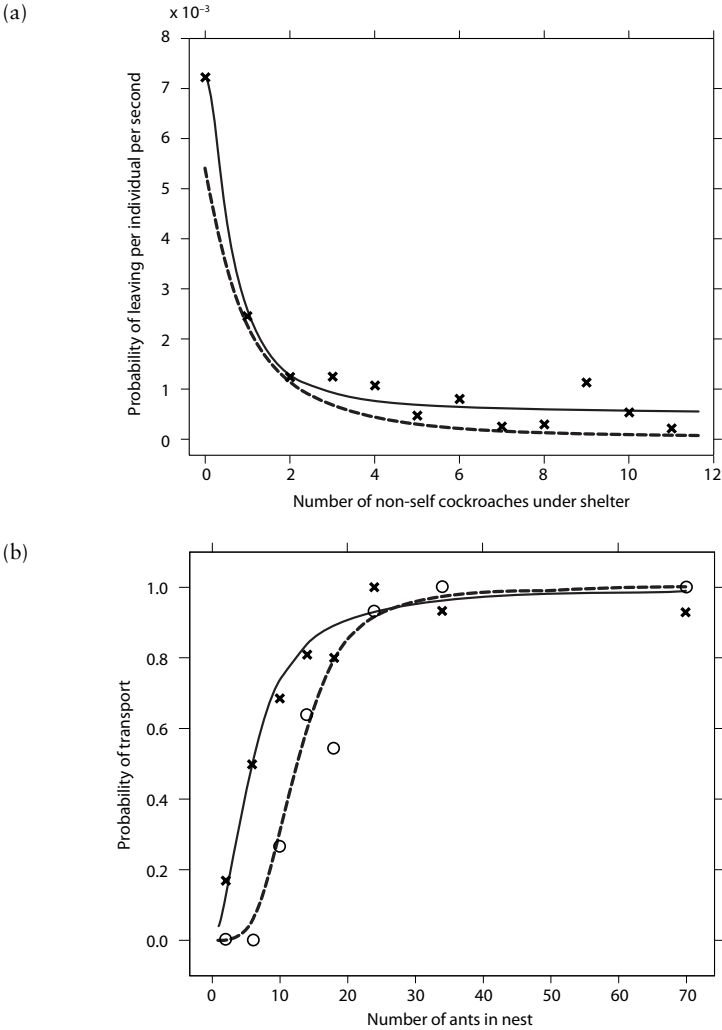 (a)
x 10⁻³
8
7
6
5
4
3
2
1
0
Probability of leaving per individual per second
0 2 4 6 8 10 12
Number of non-self cockroaches under shelter
(b)
1.0
0.8
0.6
0.4
0.2
0.0
Probability of transport
0 10 20 30 40 50 60 70
Number of ants in nest